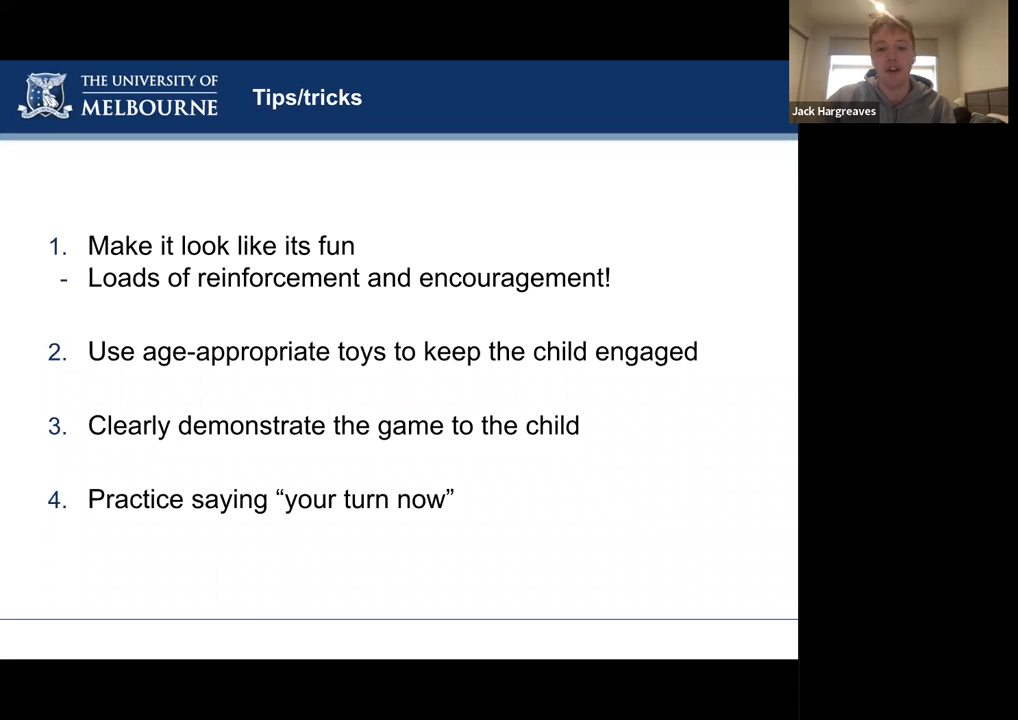 THE UNIVERSITY OF
MELBOURNE
Tips/tricks
Jack Hargreaves
1. Make it look like its fun
- Loads of reinforcement and encouragement!
2. Use age-appropriate toys to keep the child engaged
3. Clearly demonstrate the game to the child
4. Practice saying “your turn now”